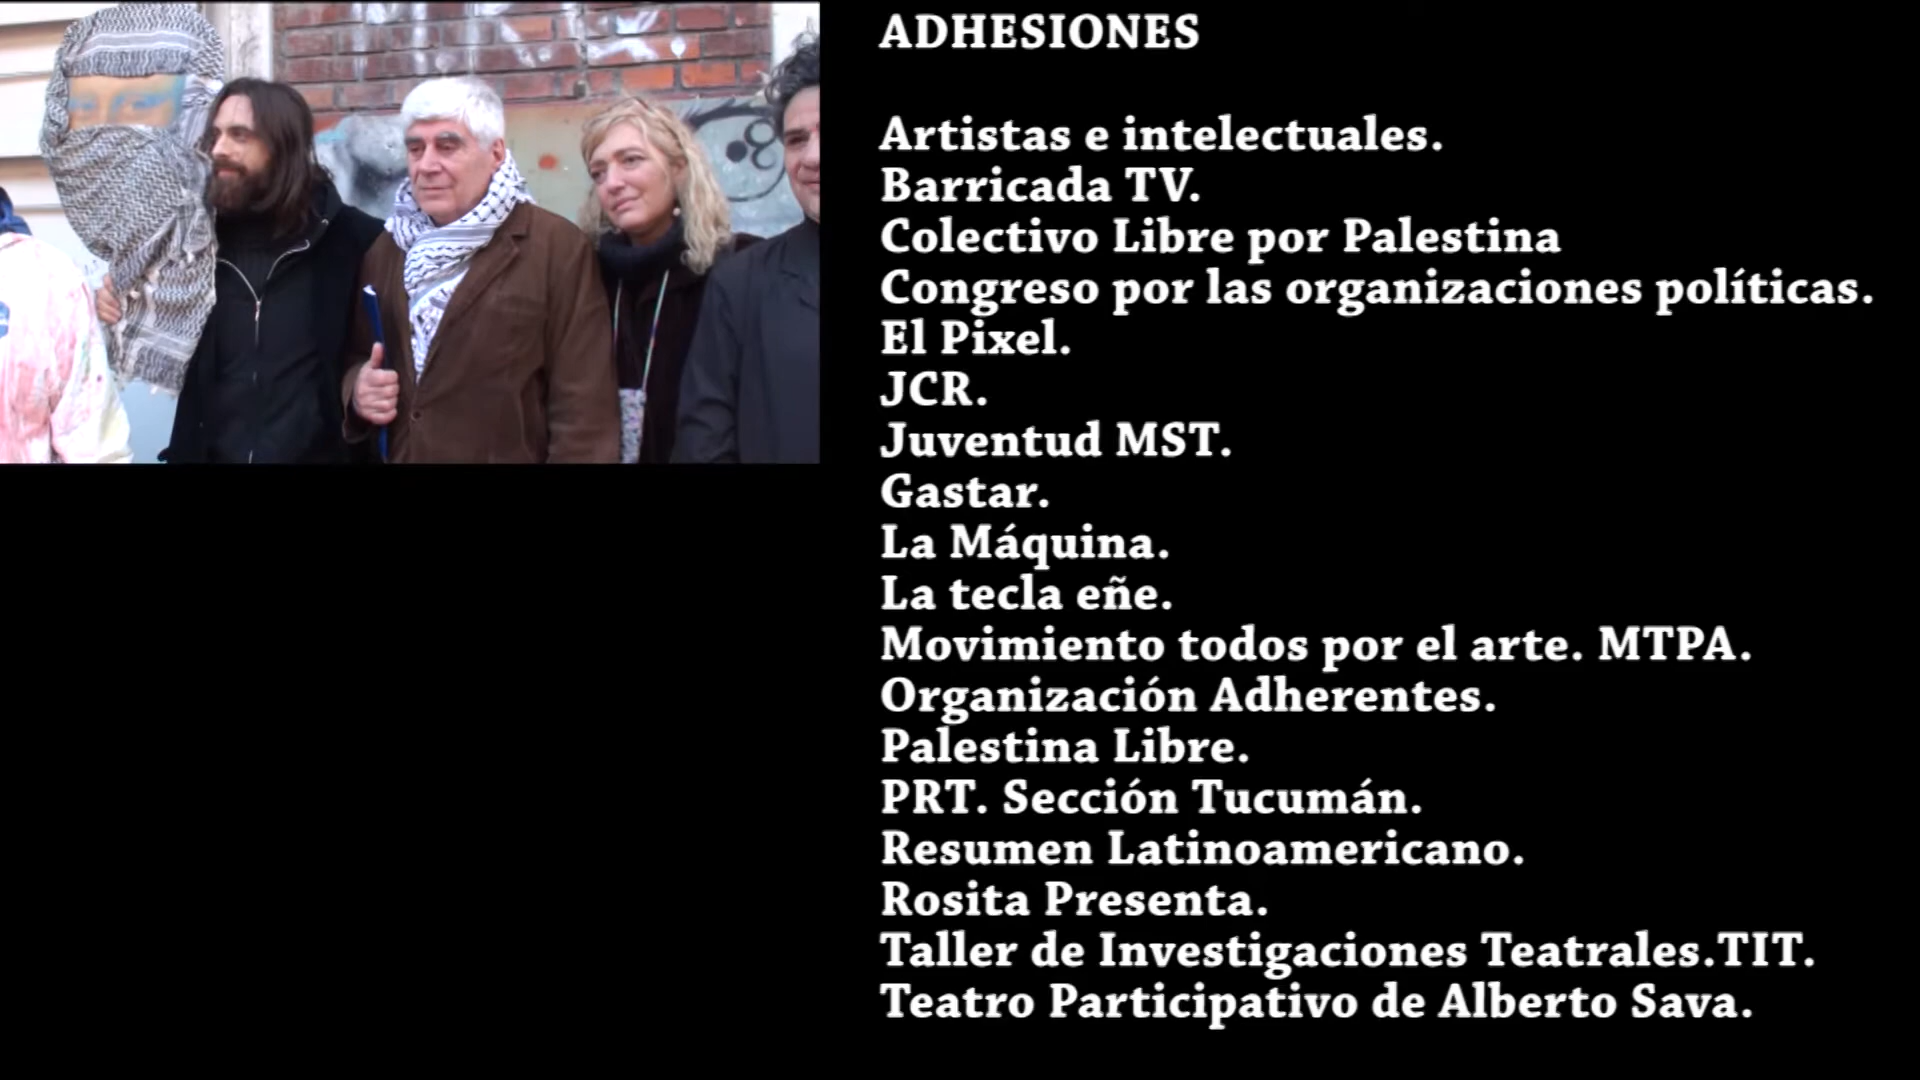 ADHESIONES
Artistas e intelectuales.
Barricada TV.
Colectivo Libre por Palestina
Congreso por las organizaciones políticas.
El Pixel.
JCR.
Juventud MST.
Gastar.
La Máquina.
La tecla eñe.
Movimiento todos por el arte. MTPA.
Organización Adherentes.
Palestina Libre.
PRT. Sección Tucumán.
Resumen Latinoamericano.
Rosita Presenta.
Taller de Investigaciones Teatrales.TIT.
Teatro Participativo de Alberto Sava.